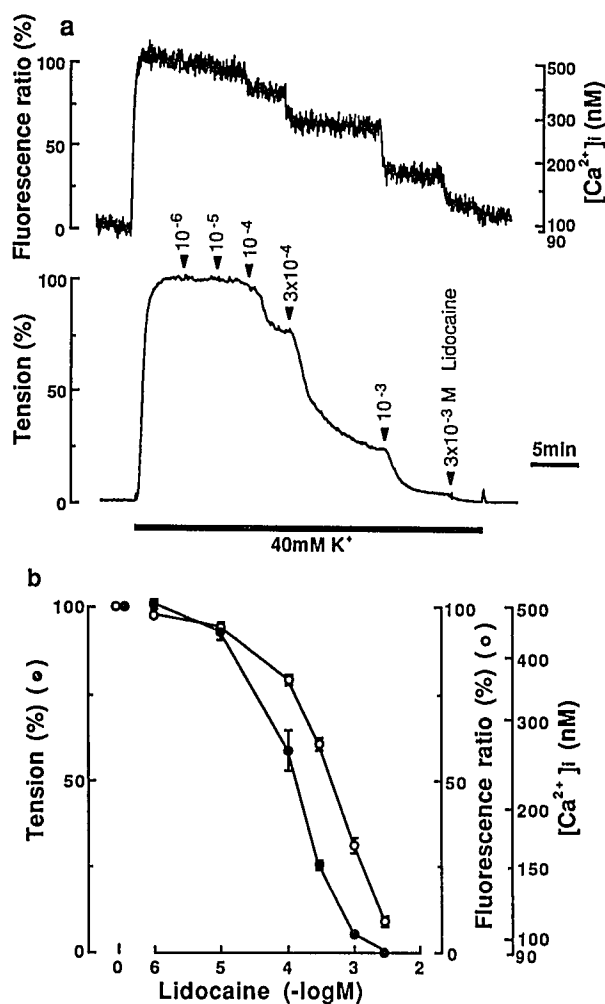 a
Fluorescence ratio (%)
100
50
0
[Ca²⁺]i (nM)
500
400
300
200
100
90
Tension (%)
100
50
0
10⁻⁶
10⁻⁵
10⁻⁴
3x10⁻⁴
10⁻³
3x10⁻³ M Lidocaine
5min
40mM K⁺
b
Tension (%) (●)
100
50
0
Fluorescence ratio (%) (○)
100
50
0
[Ca²⁺]i (nM)
500
400
300
200
150
100
90
0 6 5 4 3 2
Lidocaine (-logM)